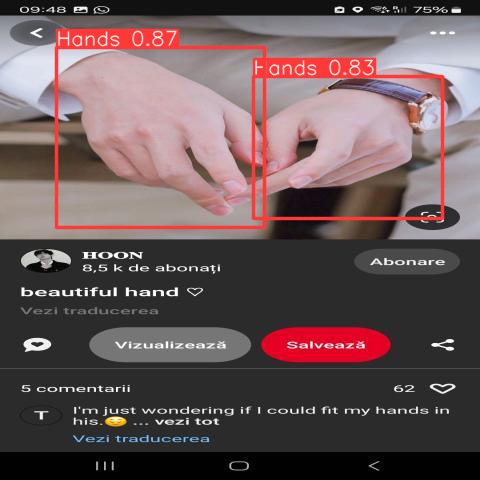 09:48
75%
Hands 0.87
Hands 0.83
HOON
8,5 k de abonați
Abonare
beautiful hand ♡
Vezi traducerea
Vizualizează
Salvează
5 comentarii
62
T
I'm just wondering if I could fit my hands in
his.😏 ... vezi tot
Vezi traducerea